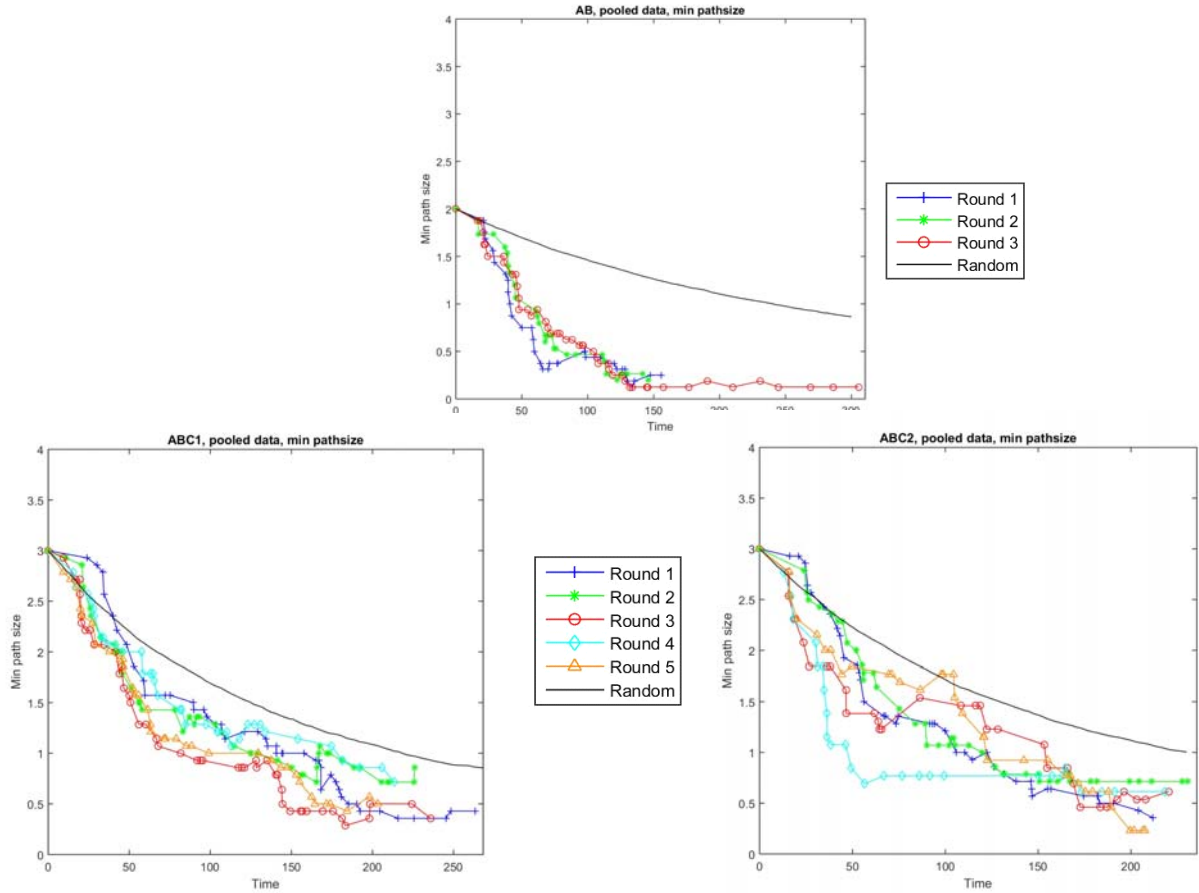 AB, pooled data, min pathsize
4
3.5
3
2.5
2
1.5
1
0.5
0
Min path size
0 50 100 150 200 250 300
Time
Round 1
Round 2
Round 3
Random
ABC1, pooled data, min pathsize
4
3.5
3
2.5
2
1.5
1
0.5
0
Min path size
0 50 100 150 200 250
Time
Round 1
Round 2
Round 3
Round 4
Round 5
Random
ABC2, pooled data, min pathsize
4
3.5
3
2.5
2
1.5
1
0.5
0
Min path size
0 50 100 150 200
Time